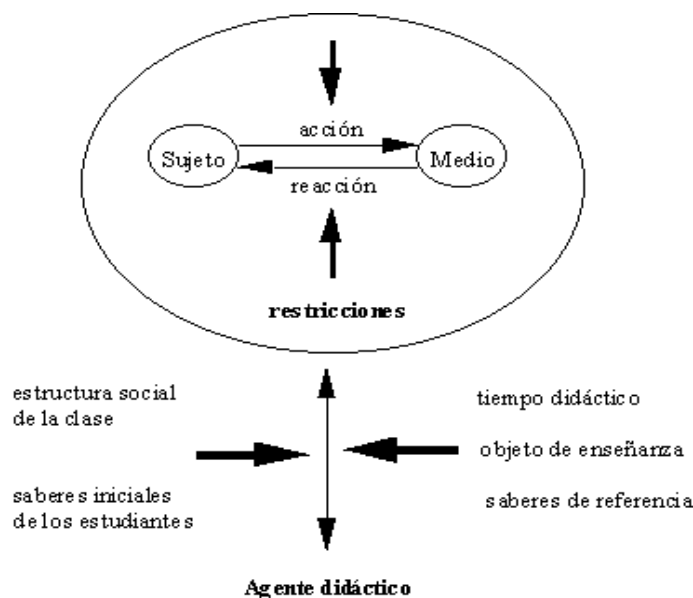 acción
Sujeto
Medio
reacción
restricciones
estructura social
de la clase
tiempo didáctico
objeto de enseñanza
saberes iniciales
de los estudiantes
saberes de referencia
Agente didáctico